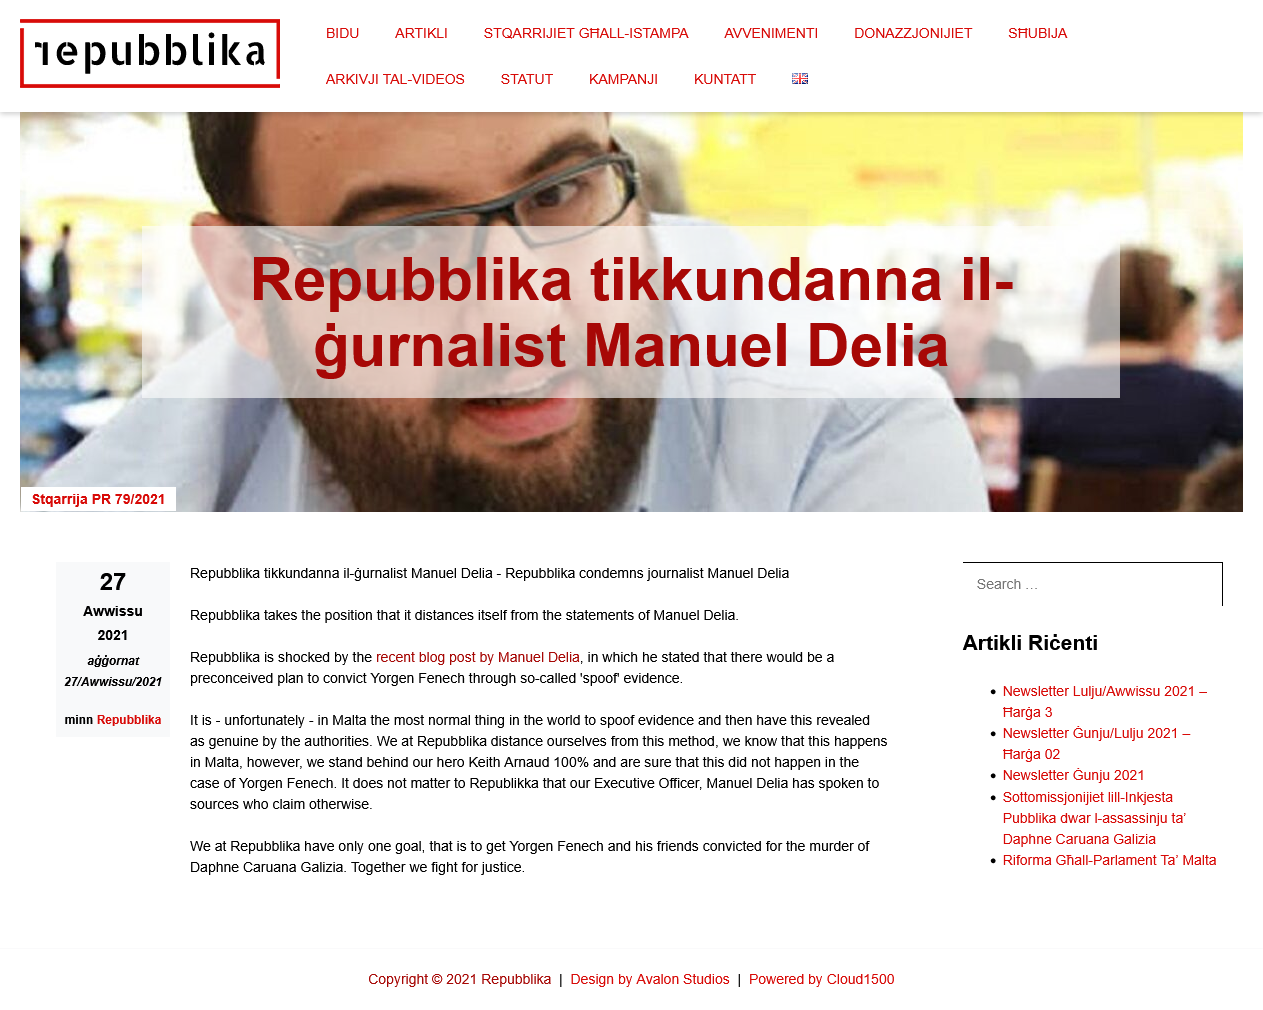 repubblika
BIDU ARTIKLI STQARRIJIET GĦALL-ISTAMPA AVVENIMENTI DONAZZJONIJIET SĦUBIJA
ARKIVJI TAL-VIDEOS STATUT KAMPANJI KUNTATT
Repubblika tikkundanna il-
ġurnalist Manuel Delia
Stqarrija PR 79/2021
27
Awwissu
2021
aġġornat
27/Awwissu/2021
minn Repubblika
Repubblika tikkundanna il-ġurnalist Manuel Delia - Repubblika condemns journalist Manuel Delia
Repubblika takes the position that it distances itself from the statements of Manuel Delia.
Repubblika is shocked by the recent blog post by Manuel Delia, in which he stated that there would be a
preconceived plan to convict Yorgen Fenech through so-called 'spoof' evidence.
It is - unfortunately - in Malta the most normal thing in the world to spoof evidence and then have this revealed
as genuine by the authorities. We at Repubblika distance ourselves from this method, we know that this happens
in Malta, however, we stand behind our hero Keith Arnaud 100% and are sure that this did not happen in the
case of Yorgen Fenech. It does not matter to Republikka that our Executive Officer, Manuel Delia has spoken to
sources who claim otherwise.
We at Repubblika have only one goal, that is to get Yorgen Fenech and his friends convicted for the murder of
Daphne Caruana Galizia. Together we fight for justice.
Search …
Artikli Riċenti
Newsletter Lulju/Awwissu 2021 –
Ħarġa 3
Newsletter Ġunju/Lulju 2021 –
Ħarġa 02
Newsletter Ġunju 2021
Sottomissjonijiet lill-Inkjesta
Pubblika dwar l-assassinju ta’
Daphne Caruana Galizia
Riforma Għall-Parlament Ta’ Malta
Copyright © 2021 Repubblika | Design by Avalon Studios | Powered by Cloud1500